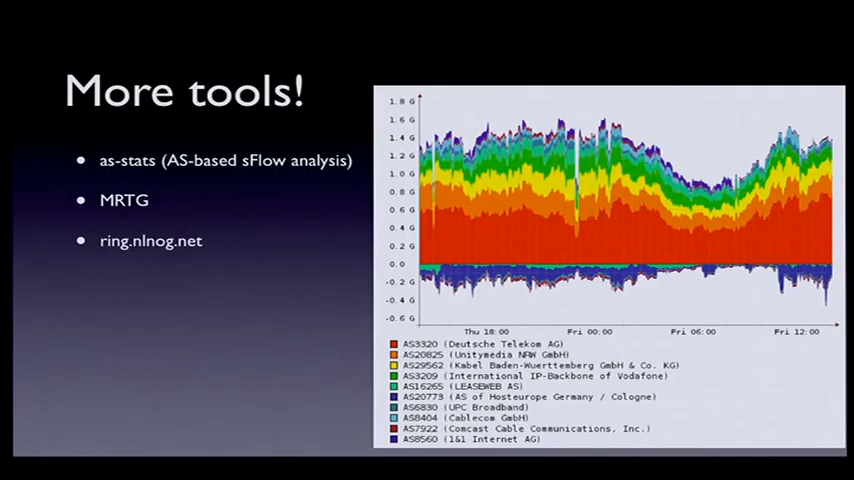 More tools!
as-stats (AS-based sFlow analysis)
MRTG
ring.nlnog.net
1.8 G
1.6 G
1.4 G
1.2 G
1.0 G
0.8 G
0.6 G
0.4 G
0.2 G
0.0
-0.2 G
-0.4 G
-0.6 G
Thu 18:00 Fri 00:00 Fri 06:00 Fri 12:00
AS3320 (Deutsche Telekom AG)
AS20825 (Unitymedia NRW GmbH)
AS29562 (Kabel Baden-Wuerttemberg GmbH & Co. KG)
AS3209 (International IP-Backbone of Vodafone)
AS16265 (LEASEWEB AS)
AS20773 (AS of Hosteurope Germany / Cologne)
AS6830 (UPC Broadband)
AS8404 (Cablecom GmbH)
AS7922 (Comcast Cable Communications, Inc.)
AS8560 (1&1 Internet AG)